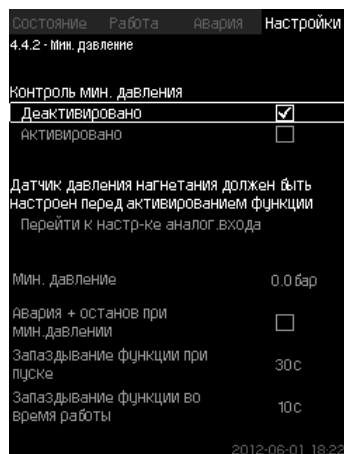 Состояние Работа Авария Настройки
4.4.2 - Мин. давление
Контроль мин. давления
Деактивировано
Активировано
Датчик давления нагнетания должен быть
настроен перед активированием функции
Перейти к настр-ке аналог.входа
Мин. давление 0.0 бар
Авария + останов при
мин.давлении
Запаздывание функции при
пуске 30с
Запаздывание функции во
время работы 10с
2012-06-01 18:22